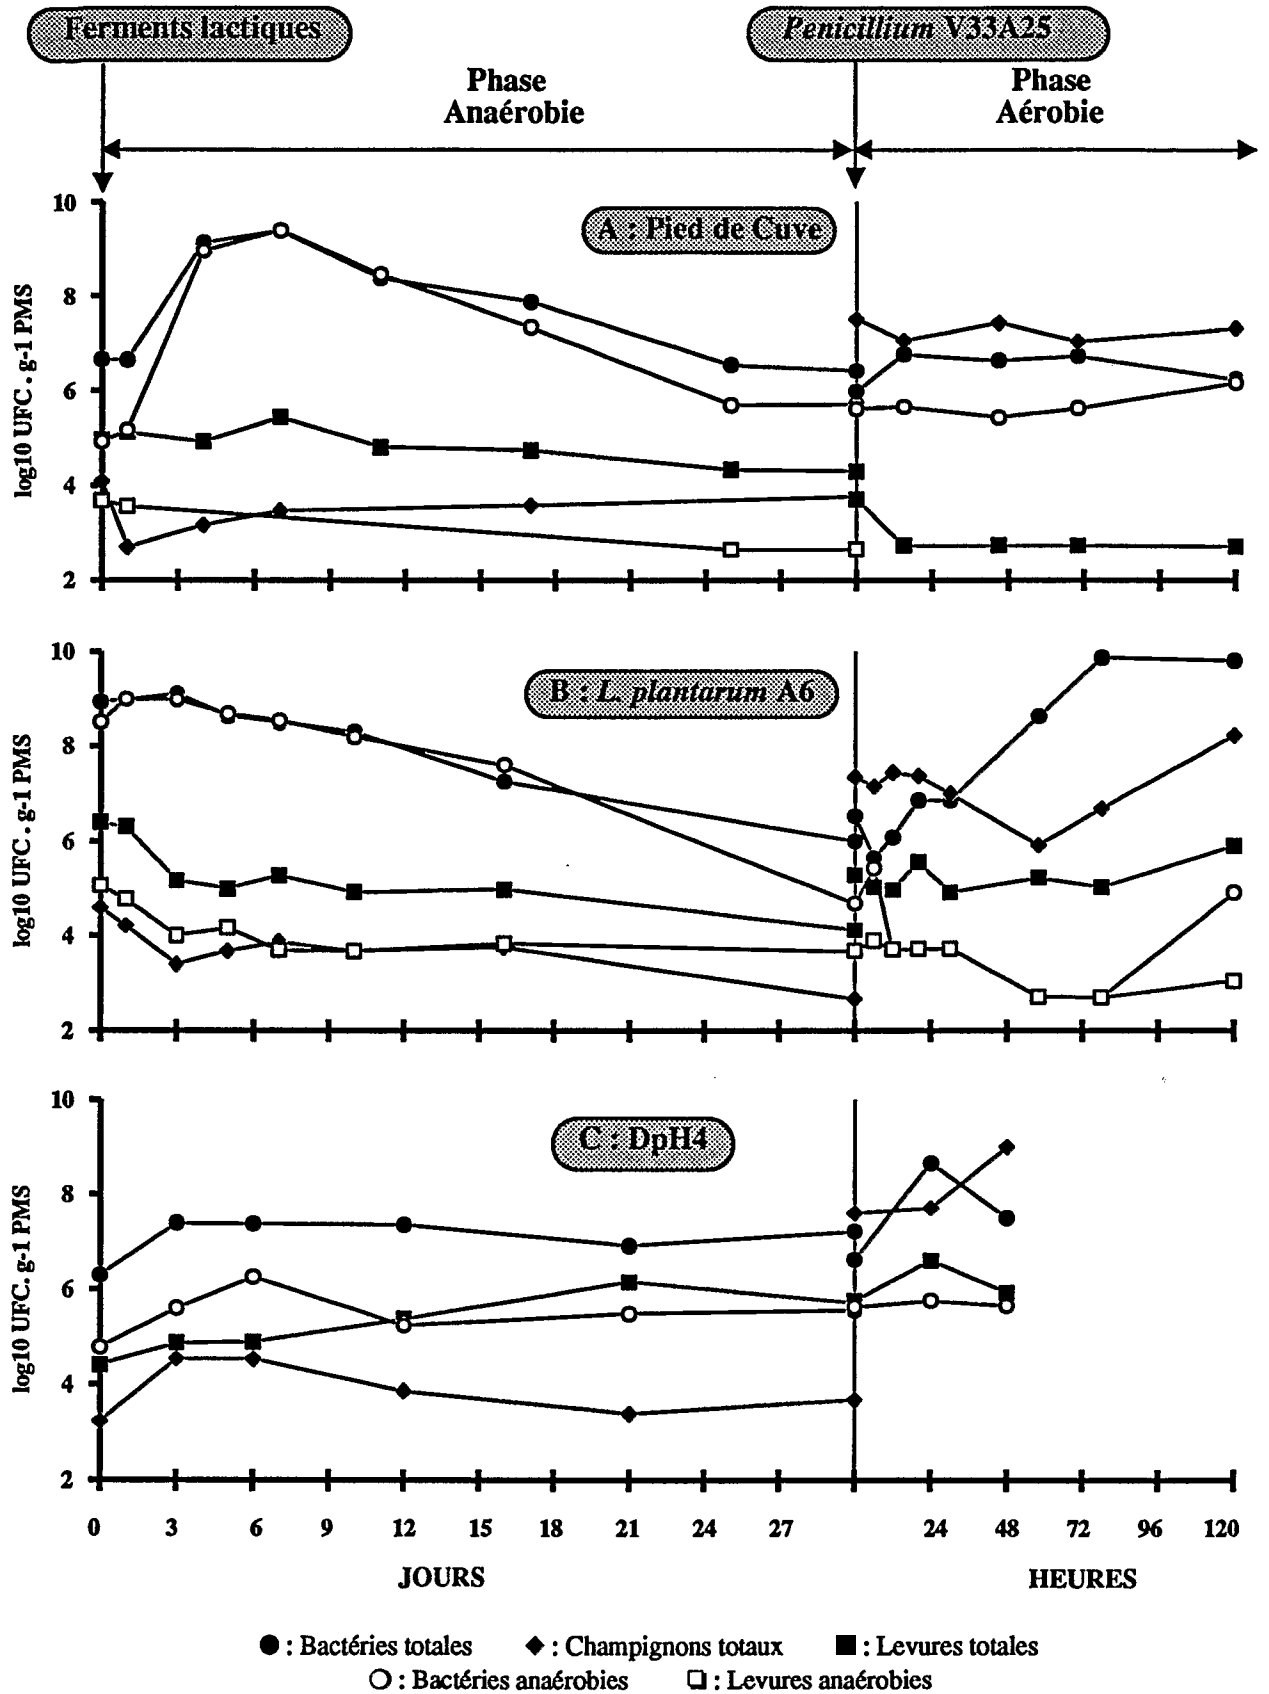 Ferments lactiques
Penicillium V33A25
Phase
Anaérobie
Phase
Aérobie
A : Pied de Cuve
10
8
6
4
2
log10 UFC. g-1 PMS
B : L. plantarum A6
10
8
6
4
2
log10 UFC. g-1 PMS
C : DpH4
10
8
6
4
2
log10 UFC. g-1 PMS
0 3 6 9 12 15 18 21 24 27 24 48 72 96 120
JOURS
HEURES
● : Bactéries totales ◆ : Champignons totaux ■ : Levures totales
○ : Bactéries anaérobies □ : Levures anaérobies